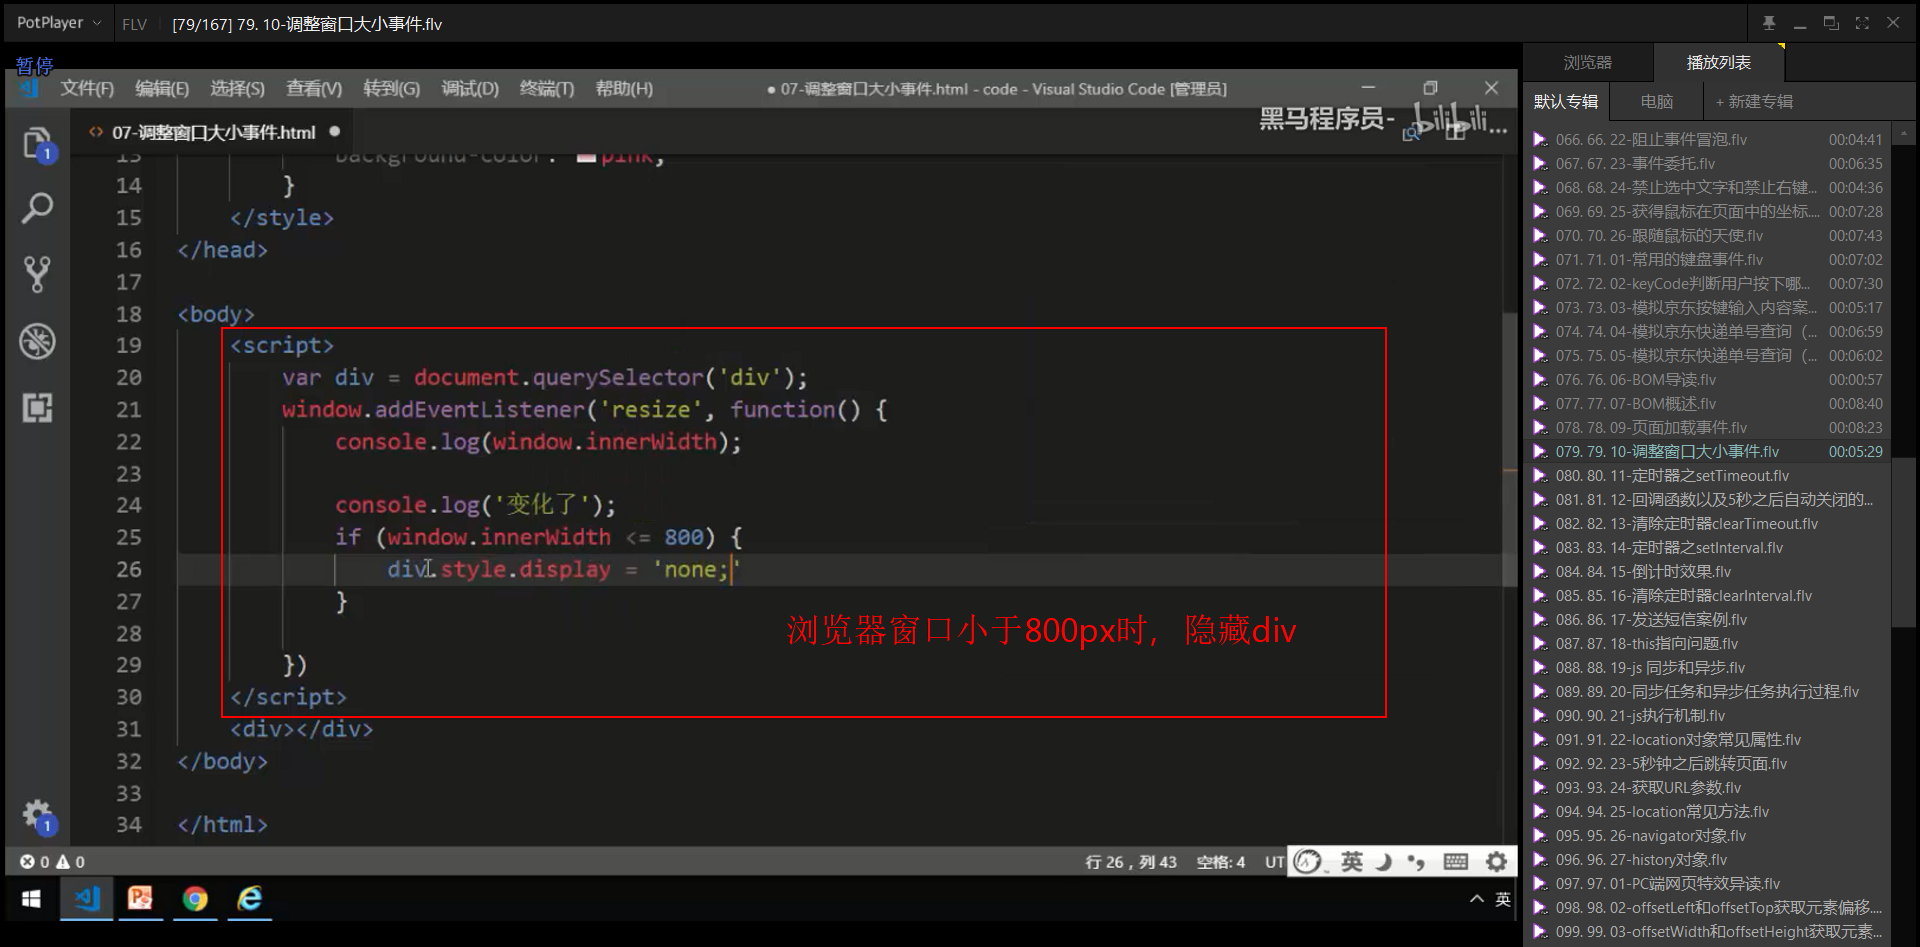 PotPlayer
FLV
[79/167] 79. 10-调整窗口大小事件.flv
暂停
文件(F) 编辑(E) 选择(S) 查看(V) 转到(G) 调试(D) 终端(T) 帮助(H)
● 07-调整窗口大小事件.html - code - Visual Studio Code [管理员]
<> 07-调整窗口大小事件.html ●
黑马程序员- bilibili
1
13 background-color: pink;
14 }
15 </style>
16 </head>
17
18 <body>
19 <script>
20 var div = document.querySelector('div');
21 window.addEventListener('resize', function() {
22 console.log(window.innerWidth);
23
24 console.log('变化了');
25 if (window.innerWidth <= 800) {
26 div.style.display = 'none;'
27 }
28
浏览器窗口小于800px时，隐藏div
29 })
30 </script>
31 <div></div>
32 </body>
33
34 </html>
1
0 0
行 26，列 43 空格: 4 UT
英
英
浏览器 播放列表
默认专辑 电脑 + 新建专辑
066. 66. 22-阻止事件冒泡.flv 00:04:41
067. 67. 23-事件委托.flv 00:06:35
068. 68. 24-禁止选中文字和禁止右键... 00:04:36
069. 69. 25-获得鼠标在页面中的坐标.... 00:07:28
070. 70. 26-跟随鼠标的天使.flv 00:07:43
071. 71. 01-常用的键盘事件.flv 00:07:02
072. 72. 02-keyCode判断用户按下哪... 00:07:30
073. 73. 03-模拟京东按键输入内容案... 00:05:17
074. 74. 04-模拟京东快递单号查询（... 00:06:59
075. 75. 05-模拟京东快递单号查询（... 00:06:02
076. 76. 06-BOM导读.flv 00:00:57
077. 77. 07-BOM概述.flv 00:08:40
078. 78. 09-页面加载事件.flv 00:08:23
079. 79. 10-调整窗口大小事件.flv 00:05:29
080. 80. 11-定时器之setTimeout.flv
081. 81. 12-回调函数以及5秒之后自动关闭的...
082. 82. 13-清除定时器clearTimeout.flv
083. 83. 14-定时器之setInterval.flv
084. 84. 15-倒计时效果.flv
085. 85. 16-清除定时器clearInterval.flv
086. 86. 17-发送短信案例.flv
087. 87. 18-this指向问题.flv
088. 88. 19-js 同步和异步.flv
089. 89. 20-同步任务和异步任务执行过程.flv
090. 90. 21-js执行机制.flv
091. 91. 22-location对象常见属性.flv
092. 92. 23-5秒钟之后跳转页面.flv
093. 93. 24-获取URL参数.flv
094. 94. 25-location常见方法.flv
095. 95. 26-navigator对象.flv
096. 96. 27-history对象.flv
097. 97. 01-PC端网页特效导读.flv
098. 98. 02-offsetLeft和offsetTop获取元素偏移....
099. 99. 03-offsetWidth和offsetHeight获取元素...